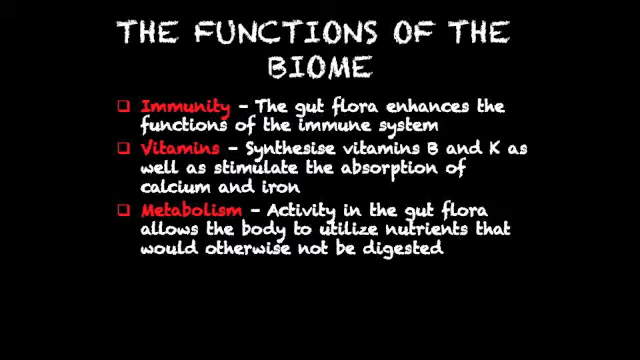 THE FUNCTIONS OF THE
BIOME
❑ Immunity – The gut flora enhances the
functions of the immune system
❑ Vitamins – Synthesise vitamins B and K as
well as stimulate the absorption of
calcium and iron
❑ Metabolism – Activity in the gut flora
allows the body to utilize nutrients that
would otherwise not be digested